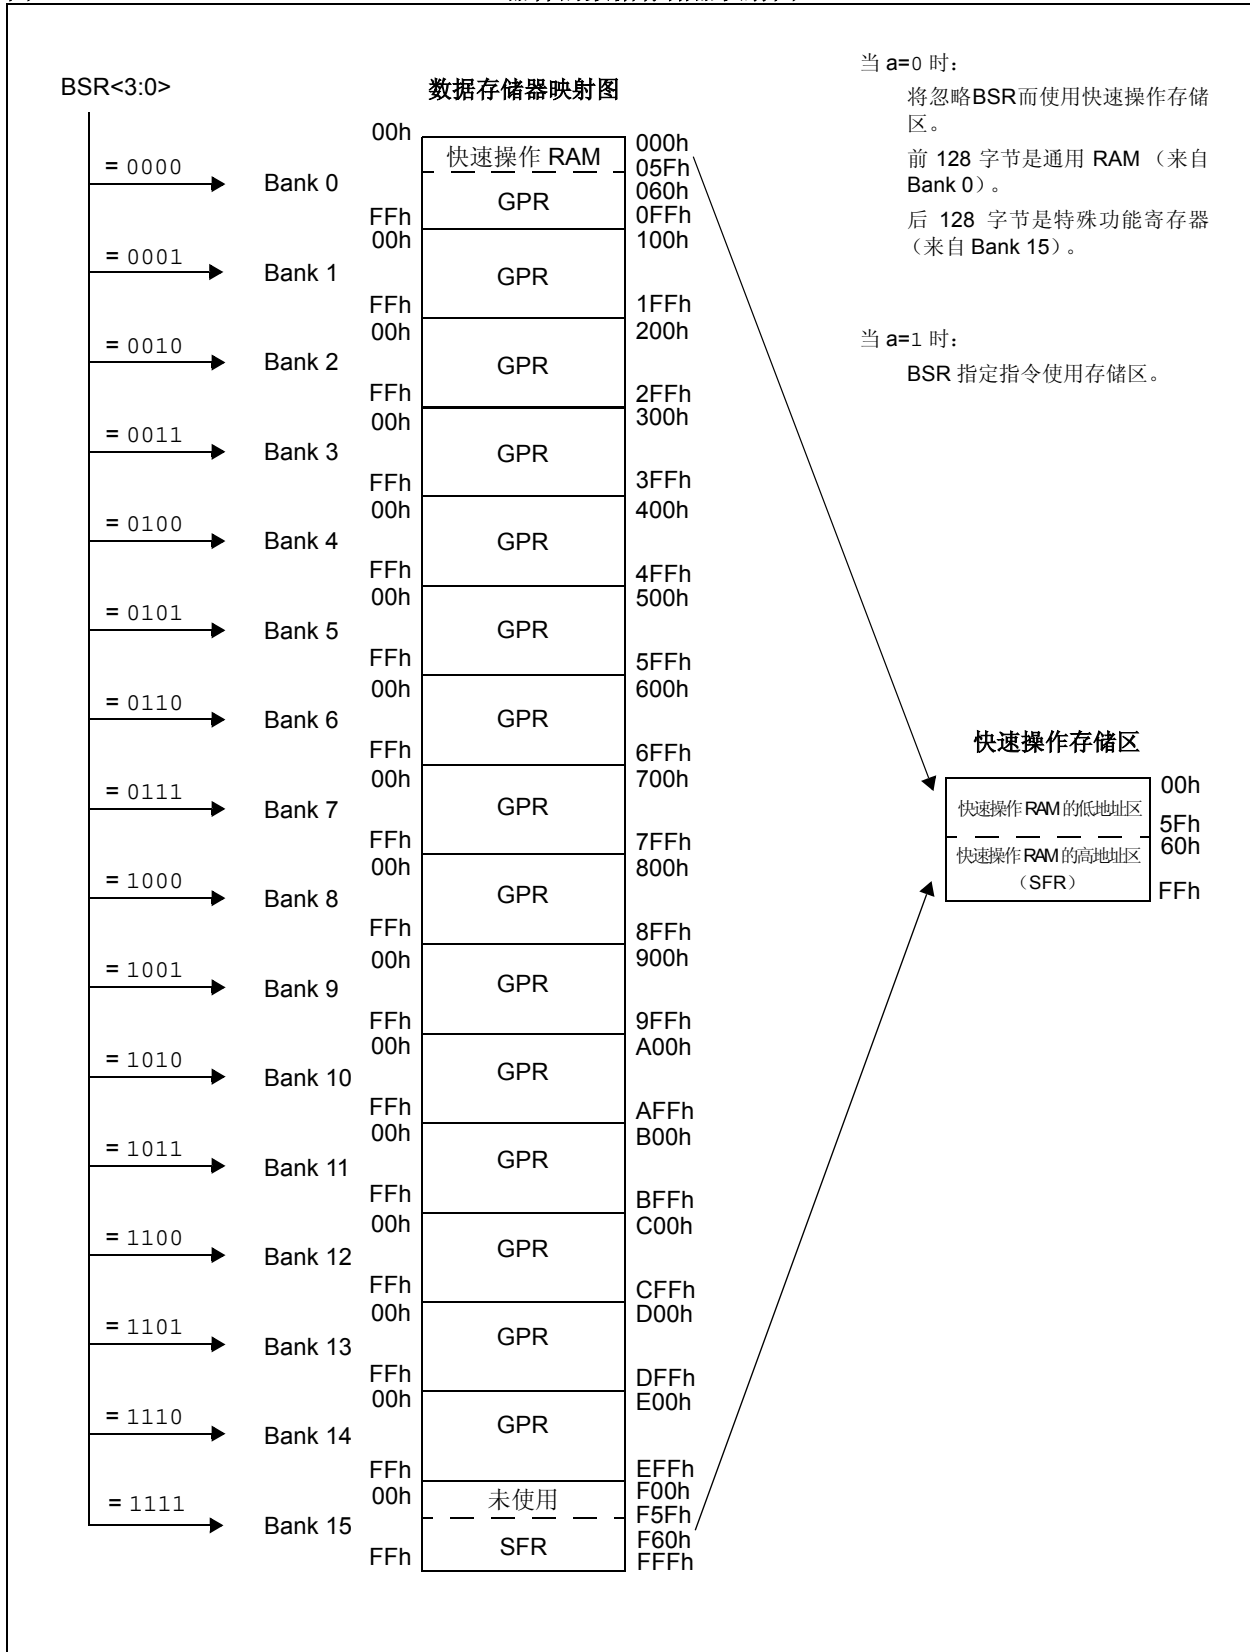 BSR<3:0>
数据存储器映射图
当 a=0 时：
将忽略BSR而使用快速操作存储
区。
前 128 字节是通用 RAM （来自
Bank 0）。
后 128 字节是特殊功能寄存器
（来自 Bank 15）。
当 a=1 时：
BSR 指定指令使用存储区。
= 0000
Bank 0
00h
FFh
快速操作 RAM
GPR
000h
05Fh
060h
0FFh
= 0001
Bank 1
00h
FFh
GPR
100h
1FFh
= 0010
Bank 2
00h
FFh
GPR
200h
2FFh
= 0011
Bank 3
00h
FFh
GPR
300h
3FFh
= 0100
Bank 4
00h
FFh
GPR
400h
4FFh
= 0101
Bank 5
00h
FFh
GPR
500h
5FFh
= 0110
Bank 6
00h
FFh
GPR
600h
6FFh
= 0111
Bank 7
00h
FFh
GPR
700h
7FFh
= 1000
Bank 8
00h
FFh
GPR
800h
8FFh
= 1001
Bank 9
00h
FFh
GPR
900h
9FFh
= 1010
Bank 10
00h
FFh
GPR
A00h
AFFh
= 1011
Bank 11
00h
FFh
GPR
B00h
BFFh
= 1100
Bank 12
00h
FFh
GPR
C00h
CFFh
= 1101
Bank 13
00h
FFh
GPR
D00h
DFFh
= 1110
Bank 14
00h
FFh
GPR
E00h
EFFh
= 1111
Bank 15
00h
FFh
未使用
SFR
F00h
F5Fh
F60h
FFFh
快速操作存储区
快速操作 RAM 的低地址区
快速操作 RAM 的高地址区
（SFR）
00h
5Fh
60h
FFh